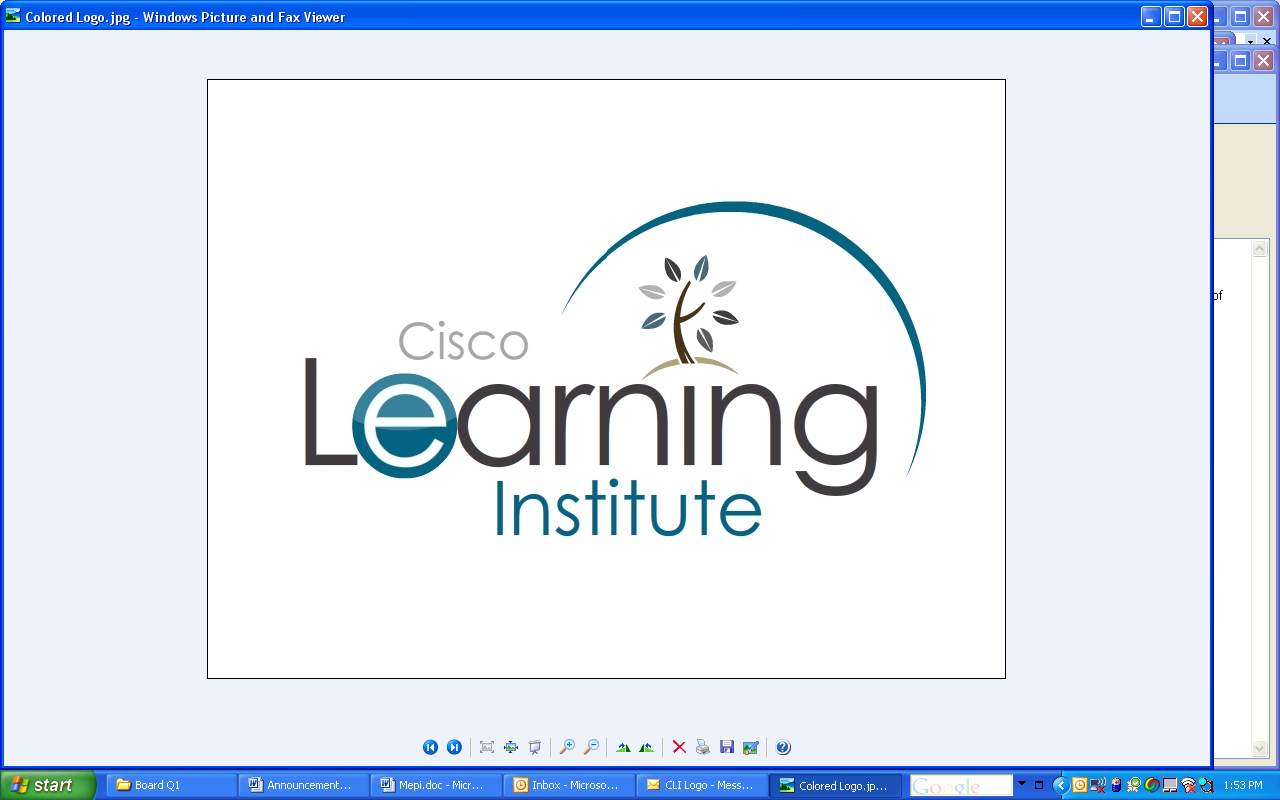 Colored Logo.jpg - Windows Picture and Fax Viewer
of
Cisco
Learning
Institute
start
Board Q1
Announcement...
Mepi.doc - Micr...
Inbox - Microso...
CLI Logo - Mess...
Colored Logo.jp...
Google
1:53 PM